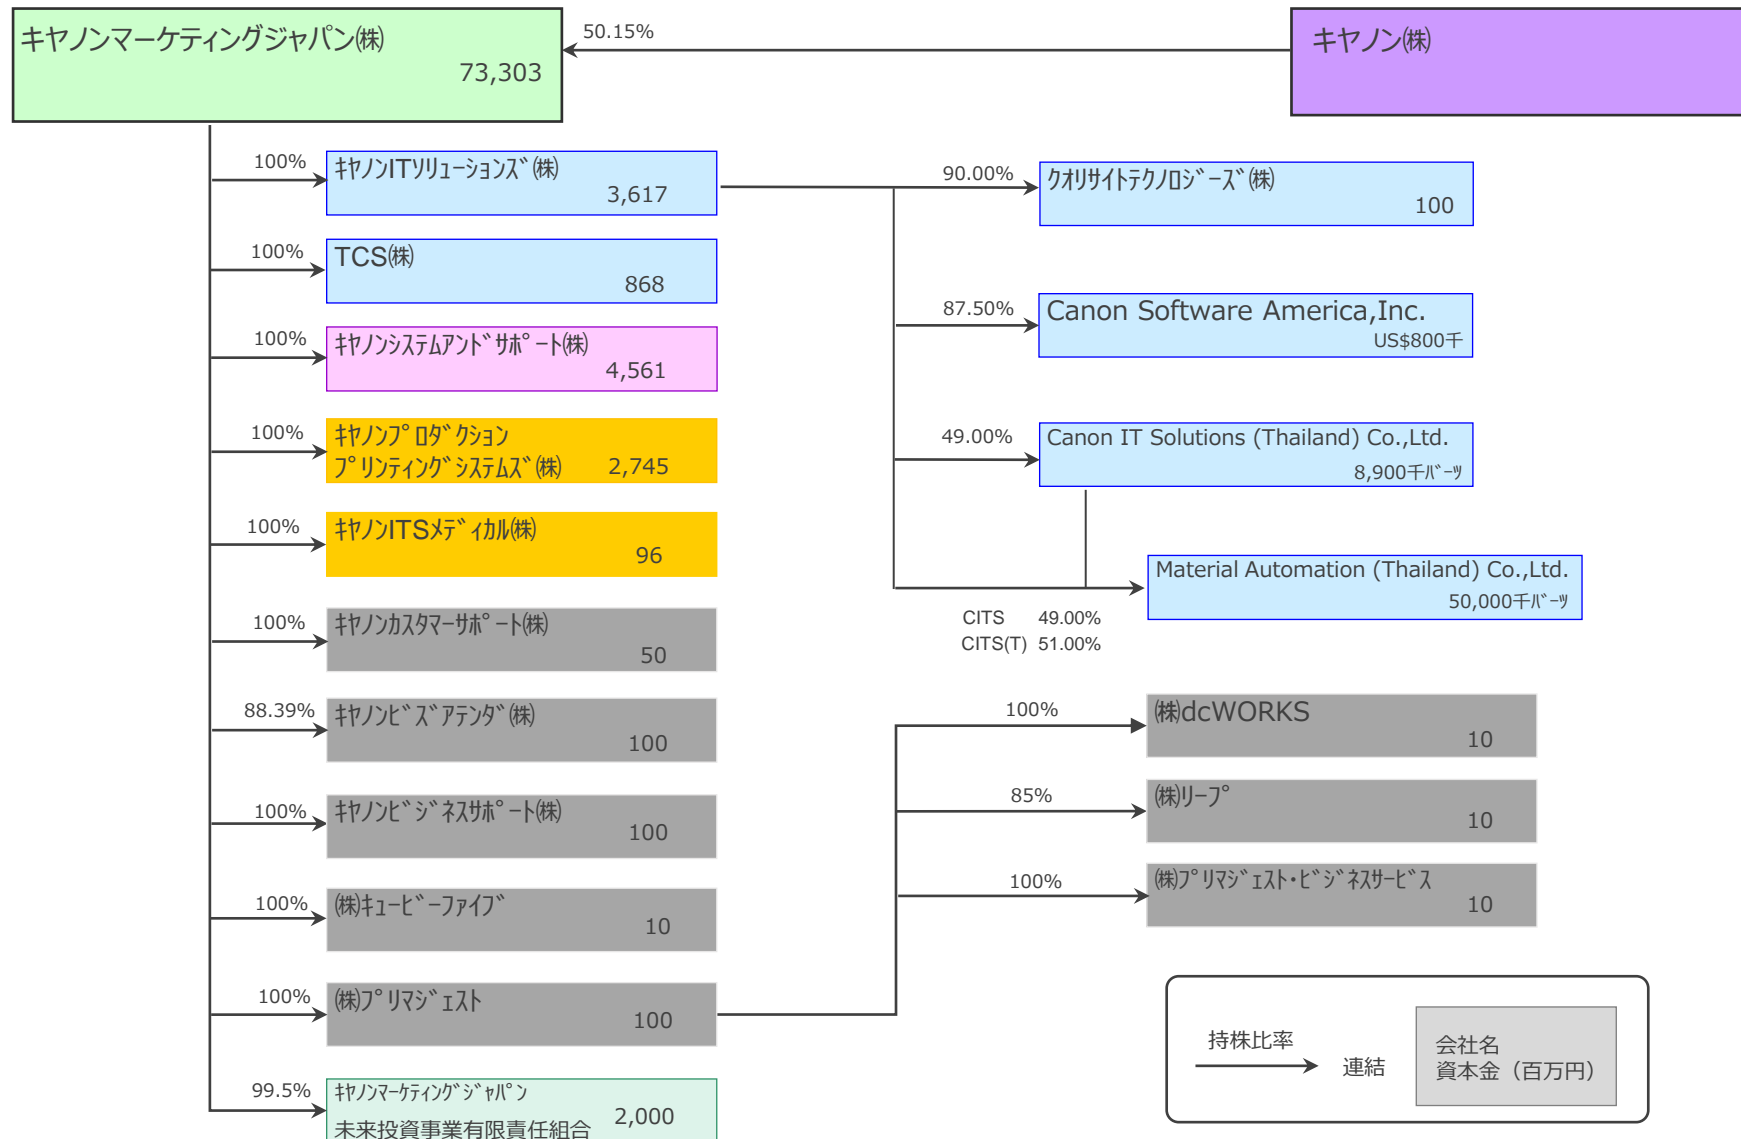 キヤノンマーケティングジャパン㈱
73,303
50.15%
キヤノン㈱
100%
ｷﾔﾉﾝITｿﾘｭｰｼｮﾝｽﾞ㈱
3,617
90.00%
ｸｵﾘｻｲﾄﾃｸﾉﾛｼﾞｰｽﾞ㈱
100
100%
TCS㈱
868
87.50%
Canon Software America,Inc.
US$800千
100%
ｷﾔﾉﾝｼｽﾃﾑｱﾝﾄﾞｻﾎﾟｰﾄ㈱
4,561
100%
ｷﾔﾉﾝﾌﾟﾛﾀﾞｸｼｮﾝ
ﾌﾟﾘﾝﾃｨﾝｸﾞｼｽﾃﾑｽﾞ㈱ 2,745
49.00%
Canon IT Solutions (Thailand) Co.,Ltd.
8,900千ﾊﾞｰﾂ
100%
ｷﾔﾉﾝITSﾒﾃﾞｨｶﾙ㈱
96
Material Automation (Thailand) Co.,Ltd.
50,000千ﾊﾞｰﾂ
CITS 49.00%
CITS(T) 51.00%
100%
ｷﾔﾉﾝｶｽﾀﾏｰｻﾎﾟｰﾄ㈱
50
88.39%
ｷﾔﾉﾝﾋﾞｽﾞｱﾃﾝﾀﾞ㈱
100
100%
㈱dcWORKS
10
100%
ｷﾔﾉﾝﾋﾞｼﾞﾈｽｻﾎﾟｰﾄ㈱
100
85%
㈱ﾘｰﾌﾟ
10
100%
㈱ｷｭｰﾋﾞｰﾌｧｲﾌﾞ
10
100%
㈱ﾌﾟﾘﾏｼﾞｪｽﾄ・ﾋﾞｼﾞﾈｽｻｰﾋﾞｽ
10
100%
㈱ﾌﾟﾘﾏｼﾞｪｽﾄ
100
99.5%
ｷﾔﾉﾝﾏｰｹﾃｨﾝｸﾞｼﾞｬﾊﾟﾝ
2,000
未来投資事業有限責任組合
持株比率
連結
会社名
資本金（百万円）